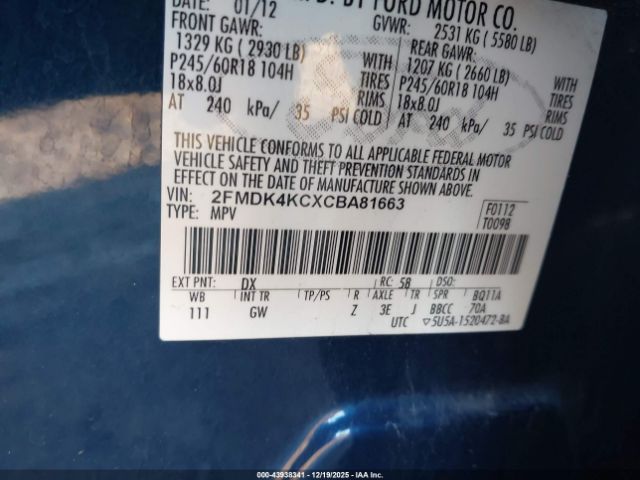 DATE: 01/12
BY FORD MOTOR CO.
FRONT GAWR: GVWR: 2531 KG ( 5580 LB)
1329 KG ( 2930 LB) REAR GAWR:
P245/60R18 104H WITH 1207 KG ( 2660 LB)
18x8.0J TIRES P245/60R18 104H WITH
RIMS 18x8.0J TIRES
AT 240 kPa/ 35 PSI COLD RIMS
AT 240 kPa/ 35 PSI COLD
THIS VEHICLE CONFORMS TO ALL APPLICABLE FEDERAL MOTOR
VEHICLE SAFETY AND THEFT PREVENTION STANDARDS IN
EFFECT ON THE DATE OF MANUFACTURE SHOWN ABOVE.
VIN: 2FMDK4KCXCBA81663
TYPE: MPV
F0112
T0098
EXT PNT: DX RC: 58 DSO:
WB INT TR TP/PS R AXLE TR SPR BQ11A
111 GW Z 3E J BBCC 70A
UTC ▽5U5A-1520472-BA
000-43938341 - 12/19/2025 - IAAI.COM